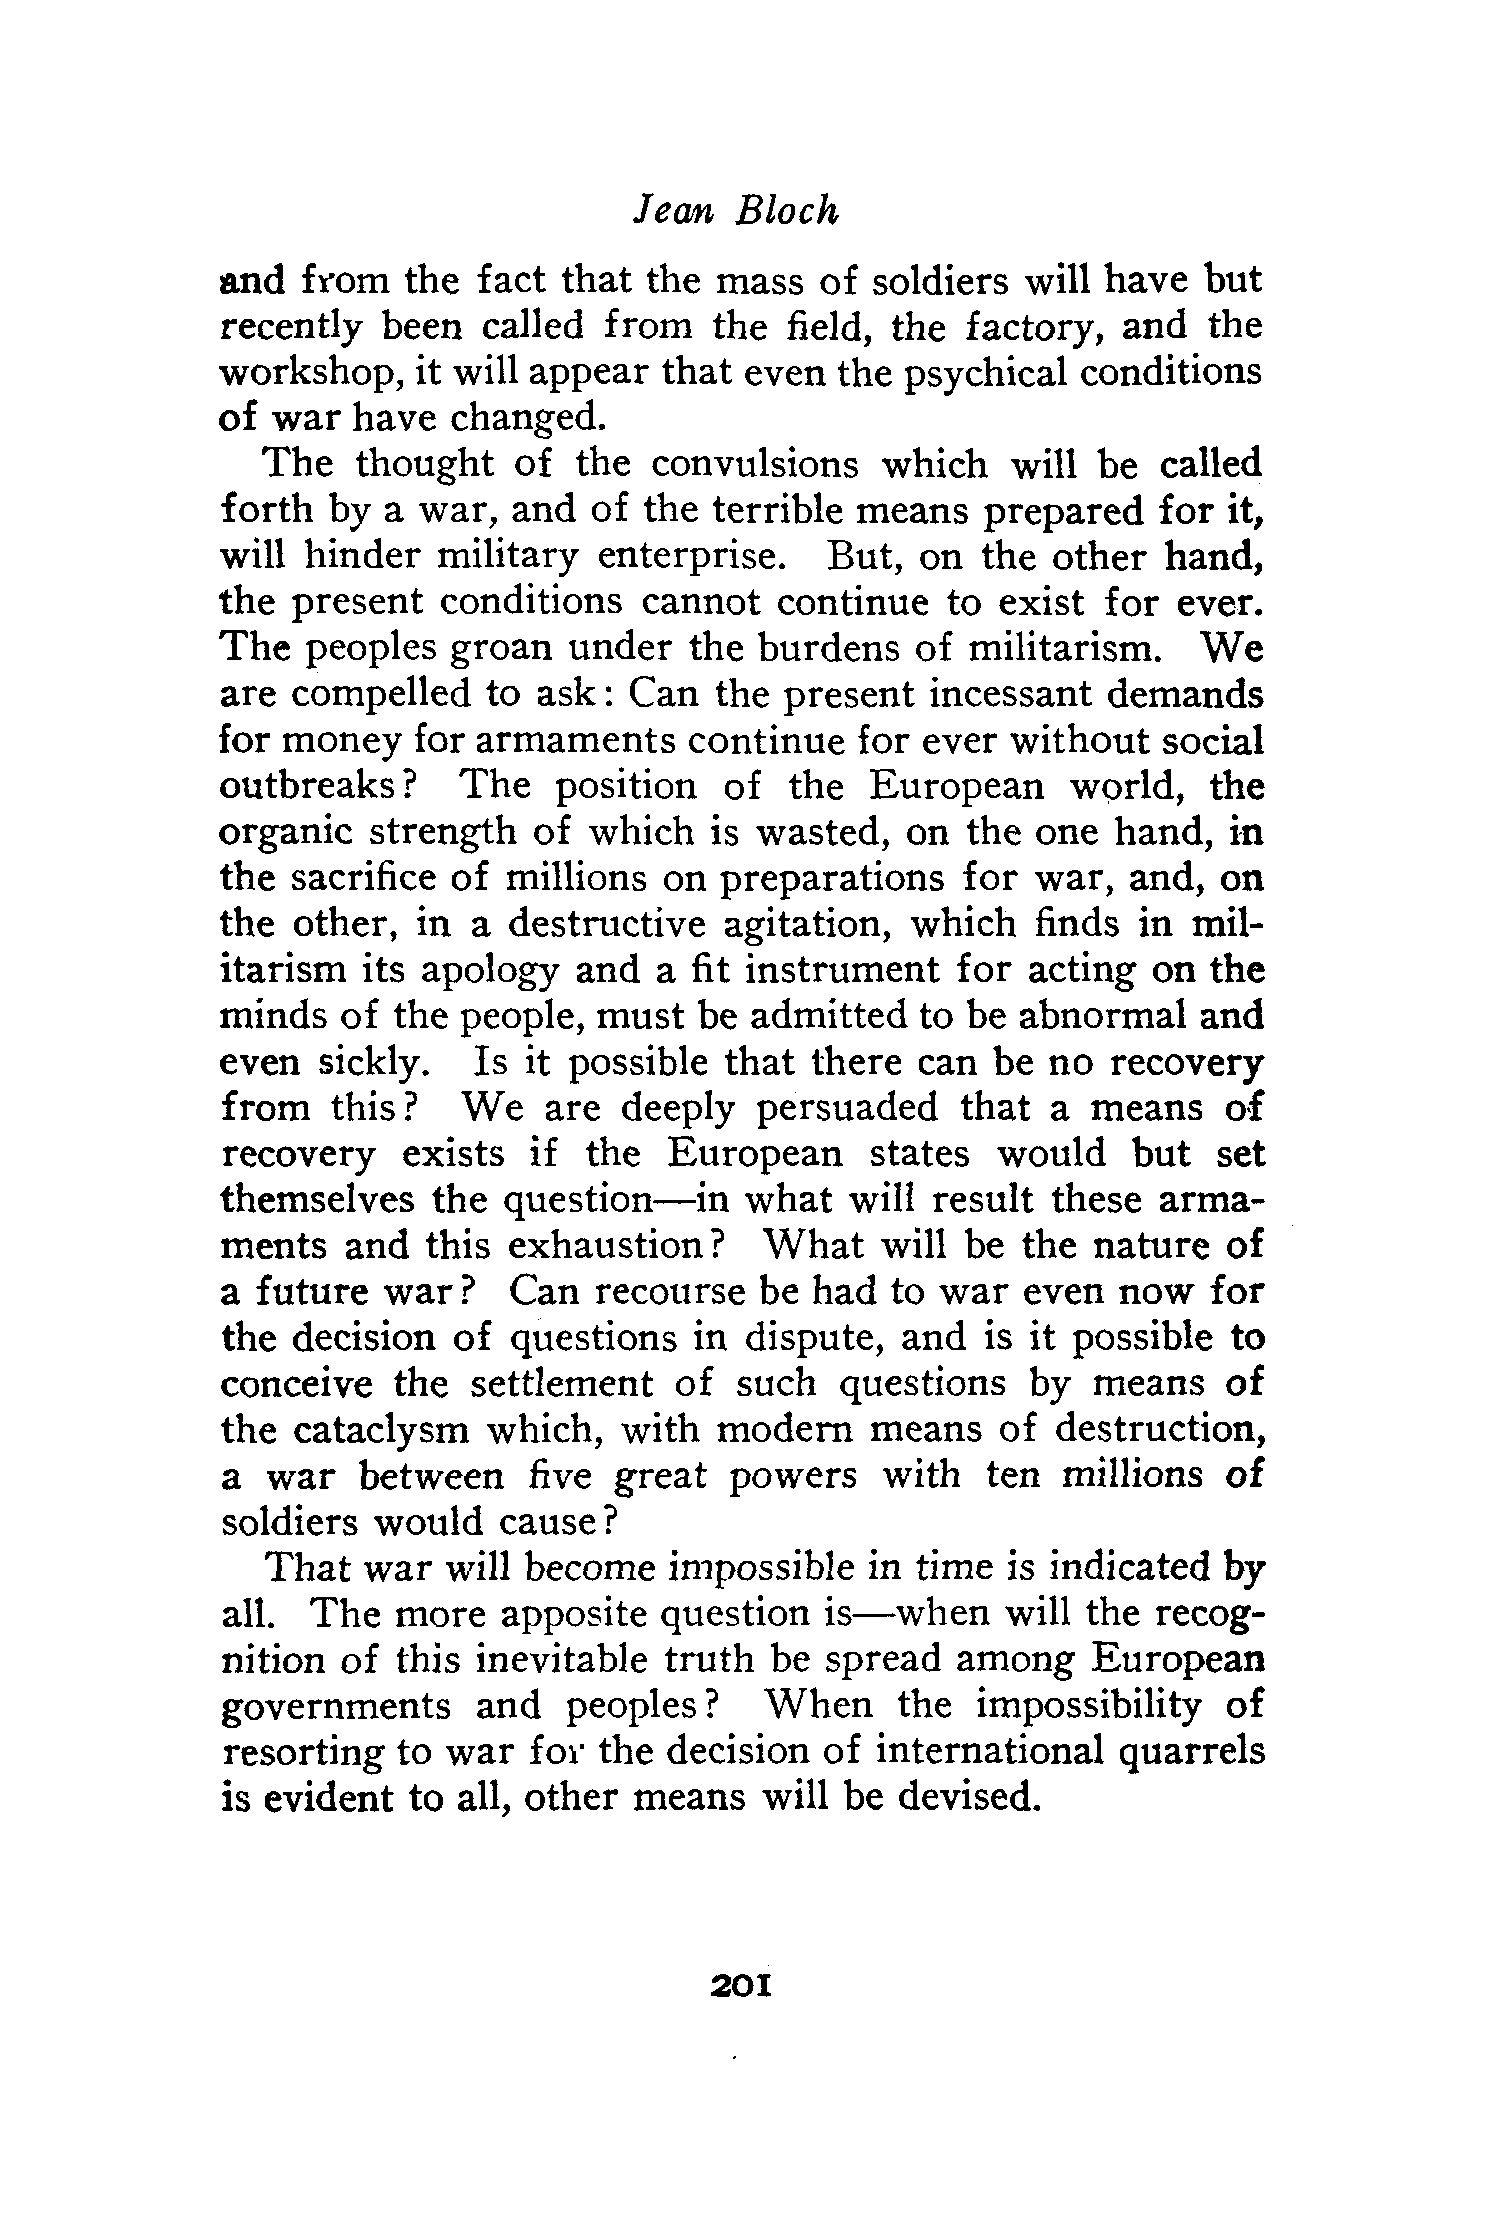 Jean Bloch
and from the fact that the mass of soldiers will have but
recently been called from the field, the factory, and the
workshop, it will appear that even the psychical conditions
of war have changed.
The thought of the convulsions which will be called
forth by a war, and of the terrible means prepared for it,
will hinder military enterprise. But, on the other hand,
the present conditions cannot continue to exist for ever.
The peoples groan under the burdens of militarism. We
are compelled to ask: Can the present incessant demands
for money for armaments continue for ever without social
outbreaks? The position of the European world, the
organic strength of which is wasted, on the one hand, in
the sacrifice of millions on preparations for war, and, on
the other, in a destructive agitation, which finds in mil-
itarism its apology and a fit instrument for acting on the
minds of the people, must be admitted to be abnormal and
even sickly. Is it possible that there can be no recovery
from this? We are deeply persuaded that a means of
recovery exists if the European states would but set
themselves the question—in what will result these arma-
ments and this exhaustion? What will be the nature of
a future war? Can recourse be had to war even now for
the decision of questions in dispute, and is it possible to
conceive the settlement of such questions by means of
the cataclysm which, with modern means of destruction,
a war between five great powers with ten millions of
soldiers would cause?
That war will become impossible in time is indicated by
all. The more apposite question is—when will the recog-
nition of this inevitable truth be spread among European
governments and peoples? When the impossibility of
resorting to war for the decision of international quarrels
is evident to all, other means will be devised.
201